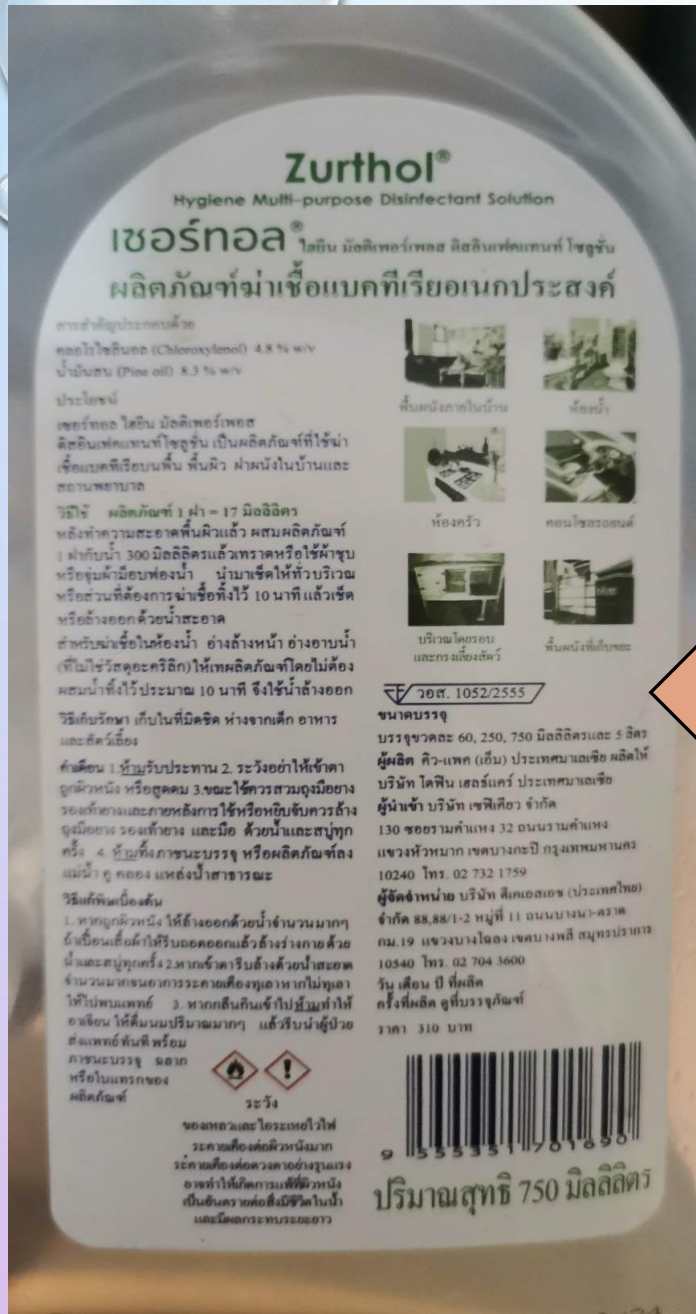 Zurthol®
Hygiene Multi-purpose Disinfectant Solution
เซอร์ทอล® ไฮยีน มัลติเพอร์เพอส ดิสอินเฟคแทนท์ โซลูชั่น
ผลิตภัณฑ์ฆ่าเชื้อแบคทีเรียอเนกประสงค์
สารสำคัญประกอบด้วย
คลอโรไซลินอล (Chloroxylenol) 4.8 % w/v
น้ำมันสน (Pine oil) 8.3 % w/v
ประโยชน์
เซอร์ทอล ไฮยีน มัลติเพอร์เพอส
ดิสอินเฟคแทนท์โซลูชั่น เป็นผลิตภัณฑ์ที่ใช้ฆ่า
เชื้อแบคทีเรียบนพื้น พื้นผิว ฝาผนังในบ้านและ
สถานพยาบาล
วิธีใช้ ผลิตภัณฑ์ 1 ฝา = 17 มิลลิลิตร
หลังทำความสะอาดพื้นผิวแล้ว ผสมผลิตภัณฑ์
1 ฝากับน้ำ 300 มิลลิลิตรแล้วเทราดหรือใช้ผ้าชุบ
หรือจุ่มผ้าม็อบฟองน้ำ นำมาเช็ดให้ทั่วบริเวณ
หรือส่วนที่ต้องการฆ่าเชื้อทิ้งไว้ 10 นาที แล้วเช็ด
หรือล้างออกด้วยน้ำสะอาด
สำหรับฆ่าเชื้อในห้องน้ำ อ่างล้างหน้า อ่างอาบน้ำ
(ที่ไม่ใช่วัสดุอะคริลิก) ให้เทผลิตภัณฑ์โดยไม่ต้อง
ผสมน้ำทิ้งไว้ประมาณ 10 นาที จึงใช้น้ำล้างออก
วิธีเก็บรักษา เก็บในที่มิดชิด ห่างจากเด็ก อาหาร
และสัตว์เลี้ยง
คำเตือน 1.ห้ามรับประทาน 2. ระวังอย่าให้เข้าตา
ถูกผิวหนัง หรือสูดดม 3.ขณะใช้ควรสวมถุงมือยาง
รองเท้ายางและภายหลังการใช้หรือหยิบจับควรล้าง
ถุงมือยาง รองเท้ายาง และมือ ด้วยน้ำและสบู่ทุก
ครั้ง 4. ห้ามทิ้งภาชนะบรรจุ หรือผลิตภัณฑ์ลง
แม่น้ำ คู คลอง แหล่งน้ำสาธารณะ
วิธีแก้พิษเบื้องต้น
1. หากถูกผิวหนัง ให้ล้างออกด้วยน้ำจำนวนมากๆ
ถ้าเปื้อนเสื้อผ้าให้รีบถอดออกแล้วล้างร่างกายด้วย
น้ำและสบู่ทุกครั้ง 2.หากเข้าตารีบล้างด้วยน้ำสะอาด
จำนวนมากจนอาการระคายเคืองทุเลาหากไม่ทุเลา
ให้ไปพบแพทย์ 3. หากกลืนกินเข้าไปห้ามทำให้
อาเจียน ให้ดื่มนมปริมาณมากๆ แล้วรีบนำผู้ป่วย
ส่งแพทย์ทันที พร้อม
ภาชนะบรรจุ ฉลาก
หรือใบแทรกของ
ผลิตภัณฑ์
ระวัง
ของเหลวและไอระเหยไวไฟ
ระคายเคืองต่อผิวหนังมาก
ระคายเคืองต่อดวงตาอย่างรุนแรง
อาจทำให้เกิดการแพ้ที่ผิวหนัง
เป็นอันตรายต่อสิ่งมีชีวิตในน้ำ
และมีผลกระทบระยะยาว
พื้นผนังภายในบ้าน
ห้องน้ำ
ห้องครัว
คอนโซลรถยนต์
บริเวณโดยรอบ
และกรงเลี้ยงสัตว์
พื้นผนังที่เก็บขยะ
วอส. 1052/2555
ขนาดบรรจุ
บรรจุขวดละ 60, 250, 750 มิลลิลิตรและ 5 ลิตร
ผู้ผลิต คิว-แพค (เอ็ม) ประเทศมาเลเซีย ผลิตให้
บริษัท ไดฟิน เฮลธ์แคร์ ประเทศมาเลเซีย
ผู้นำเข้า บริษัท เซฟีเคียว จำกัด
130 ซอยรามคำแหง 32 ถนนรามคำแหง
แขวงหัวหมาก เขตบางกะปิ กรุงเทพมหานคร
10240 โทร. 02 732 1759
ผู้จัดจำหน่าย บริษัท ดีเคเอสเอช (ประเทศไทย)
จำกัด 88,88/1-2 หมู่ที่ 11 ถนนบางนา-ตราด
กม.19 แขวงบางโฉลง เขตบางพลี สมุทรปราการ
10540 โทร. 02 704 3600
วัน เดือน ปี ที่ผลิต
ครั้งที่ผลิต ดูที่บรรจุภัณฑ์
ราคา 310 บาท
9 555351 701690
ปริมาณสุทธิ 750 มิลลิลิตร